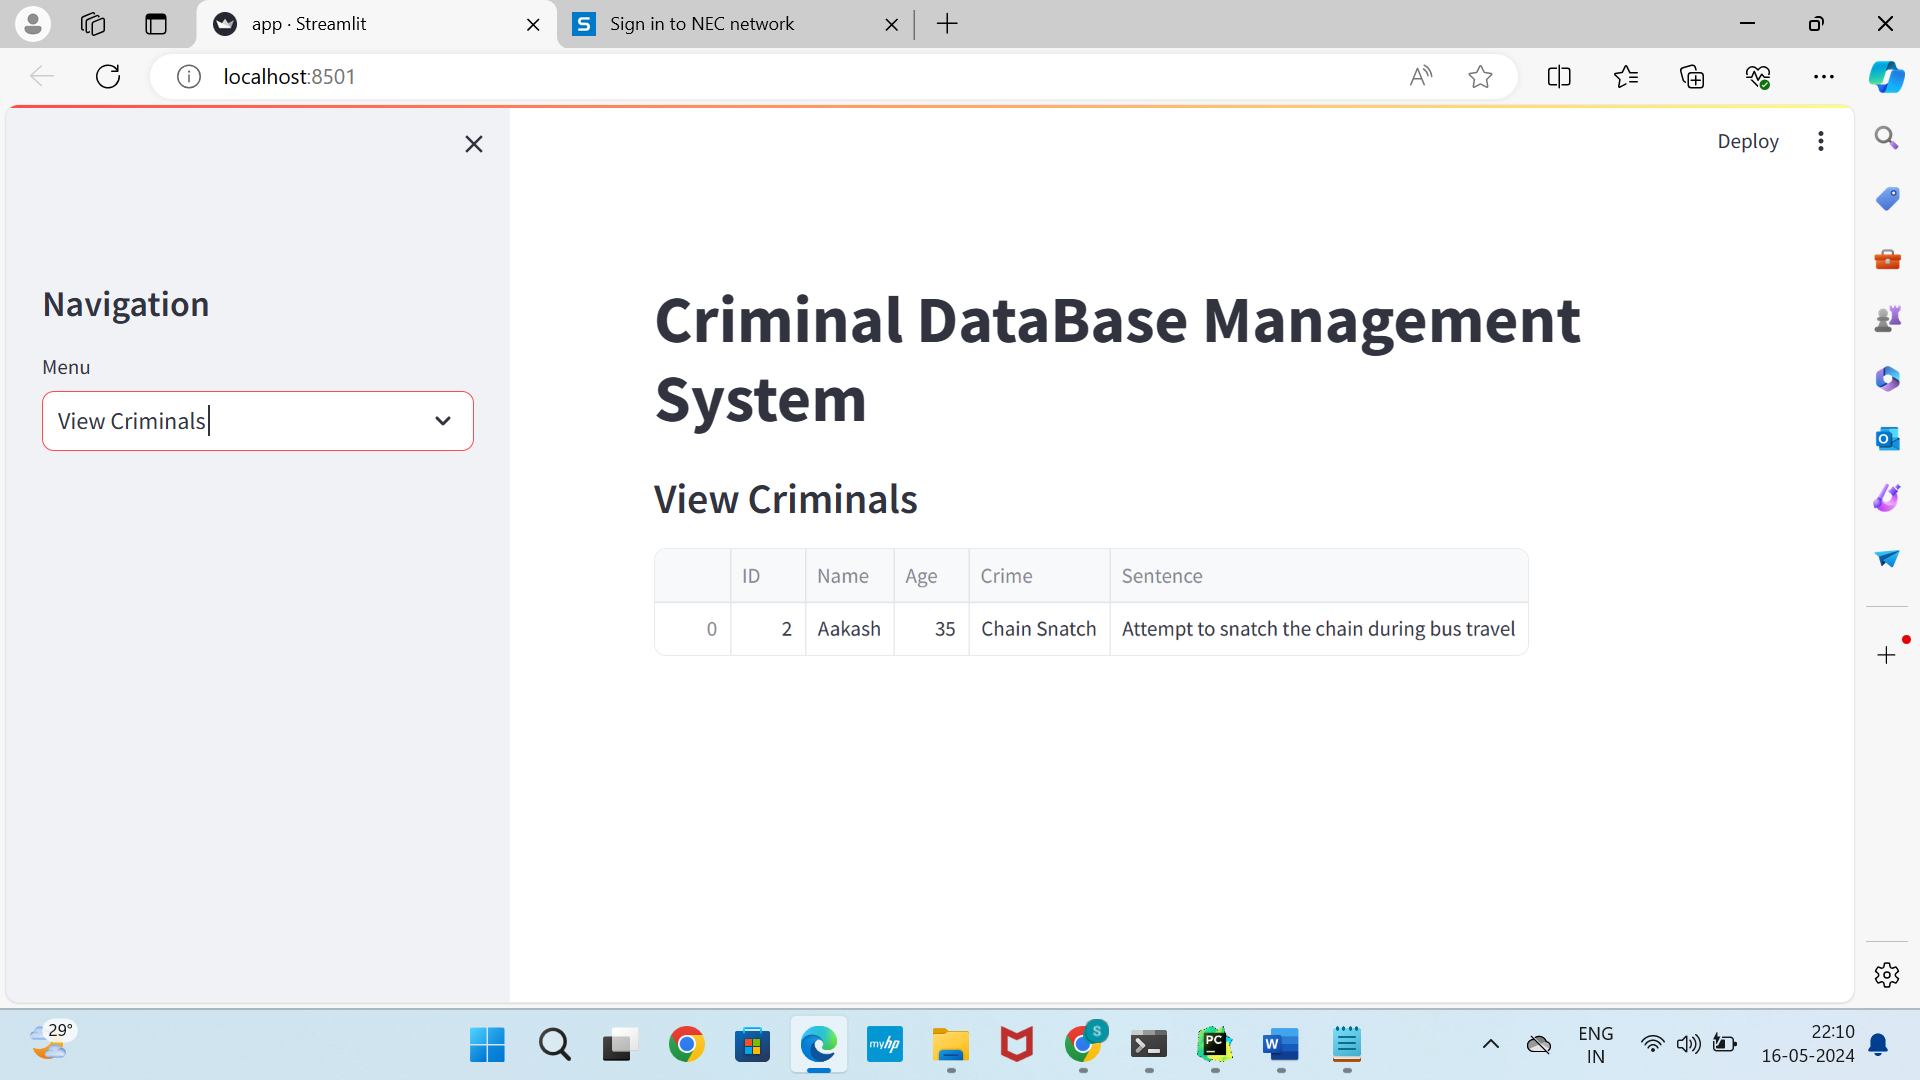 app · Streamlit
Sign in to NEC network
localhost:8501
Deploy
Navigation
Menu
View Criminals
Criminal DataBase Management
System
View Criminals
ID Name Age Crime Sentence
0 2 Aakash 35 Chain Snatch Attempt to snatch the chain during bus travel
29°
myhp
S
PC
W
ENG
IN
22:10
16-05-2024